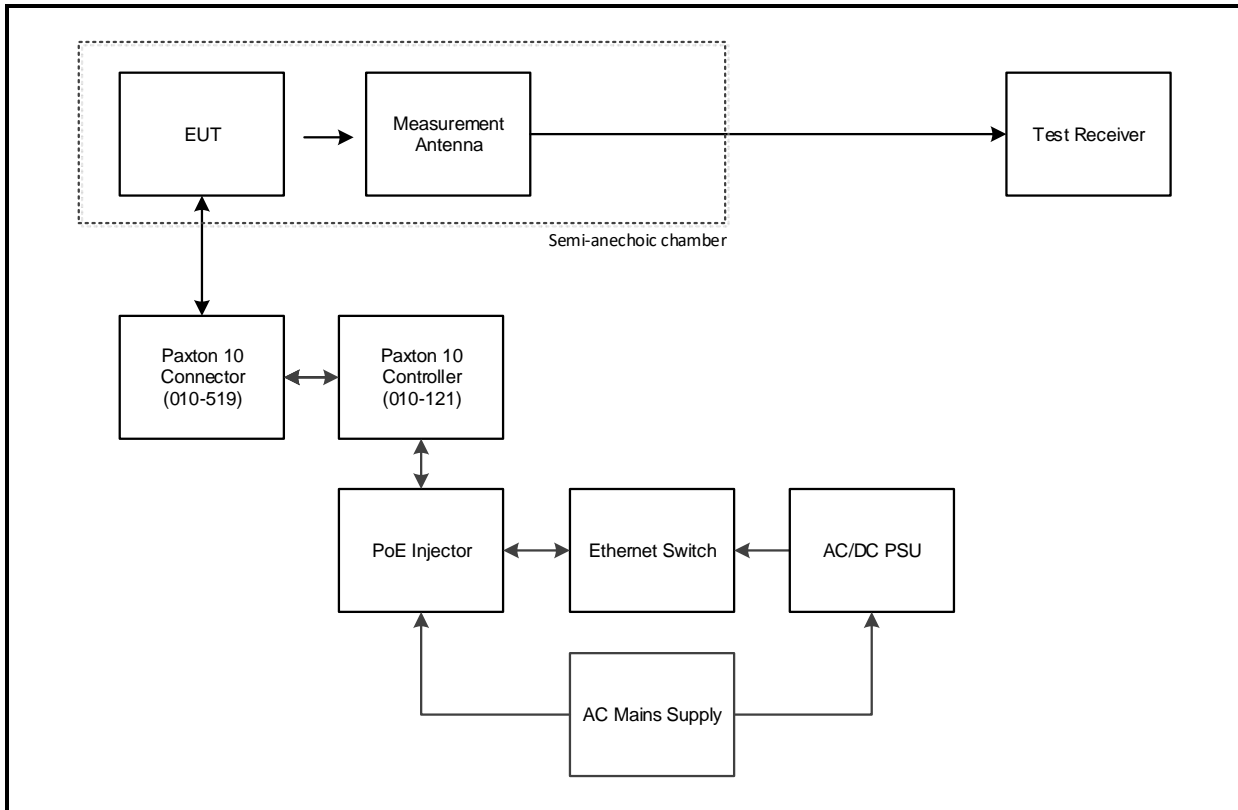 EUT
Measurement
Antenna
Test Receiver
Semi-anechoic chamber
Paxton 10
Connector
(010-519)
Paxton 10
Controller
(010-121)
PoE Injector
Ethernet Switch
AC/DC PSU
AC Mains Supply